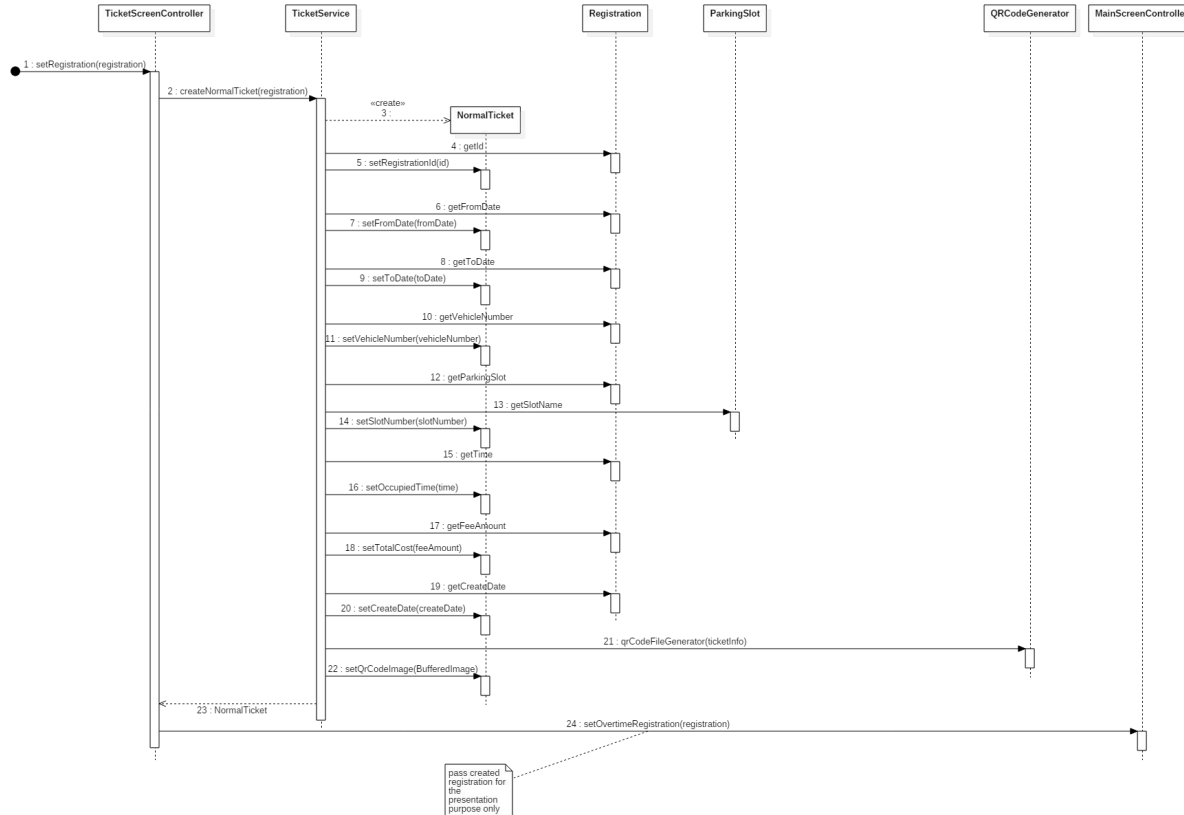 TicketScreenController
TicketService
Registration
ParkingSlot
QRCodeGenerator
MainScreenController
1 : setRegistration(registration)
2 : createNormalTicket(registration)
«create»
3 :
NormalTicket
4 : getId
5 : setRegistrationId(id)
6 : getFromDate
7 : setFromDate(fromDate)
8 : getToDate
9 : setToDate(toDate)
10 : getVehicleNumber
11 : setVehicleNumber(vehicleNumber)
12 : getParkingSlot
13 : getSlotName
14 : setSlotNumber(slotNumber)
15 : getTime
16 : setOccupiedTime(time)
17 : getFeeAmount
18 : setTotalCost(feeAmount)
19 : getCreateDate
20 : setCreateDate(createDate)
21 : qrCodeFileGenerator(ticketInfo)
22 : setQrCodeImage(BufferedImage)
23 : NormalTicket
24 : setOvertimeRegistration(registration)
pass created
registration for
the
presentation
purpose only